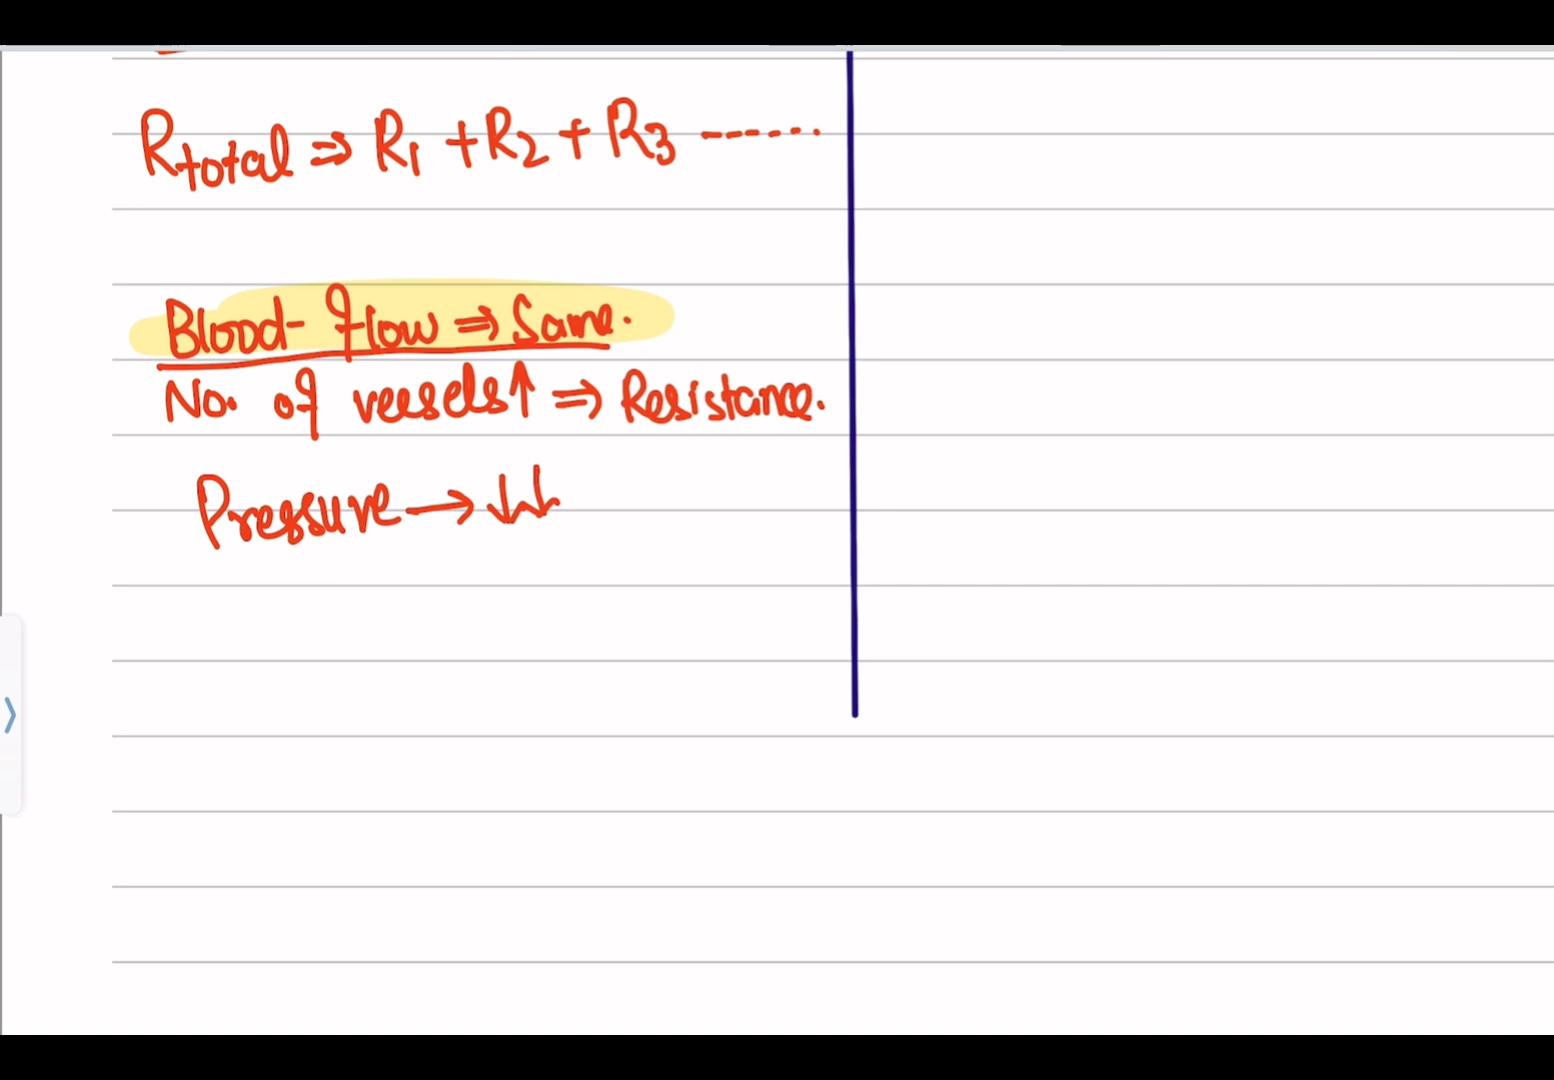 Rtotal ⇒ R1 + R2 + R3 ------
Blood-flow ⇒ Same.
No. of vessels↑ ⇒ Resistance.
Pressure → ↓↓